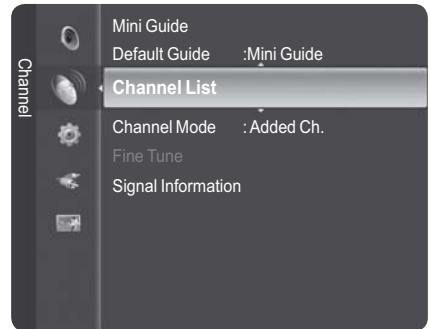 Channel
Mini Guide
Default Guide :Mini Guide
Channel List
Channel Mode : Added Ch.
Fine Tune
Signal Information